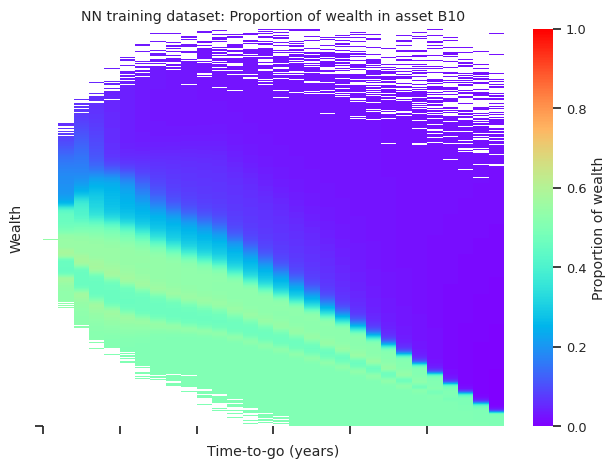 NN training dataset: Proportion of wealth in asset B10
Wealth
Time-to-go (years)
1.0
0.8
0.6
0.4
0.2
0.0
Proportion of wealth